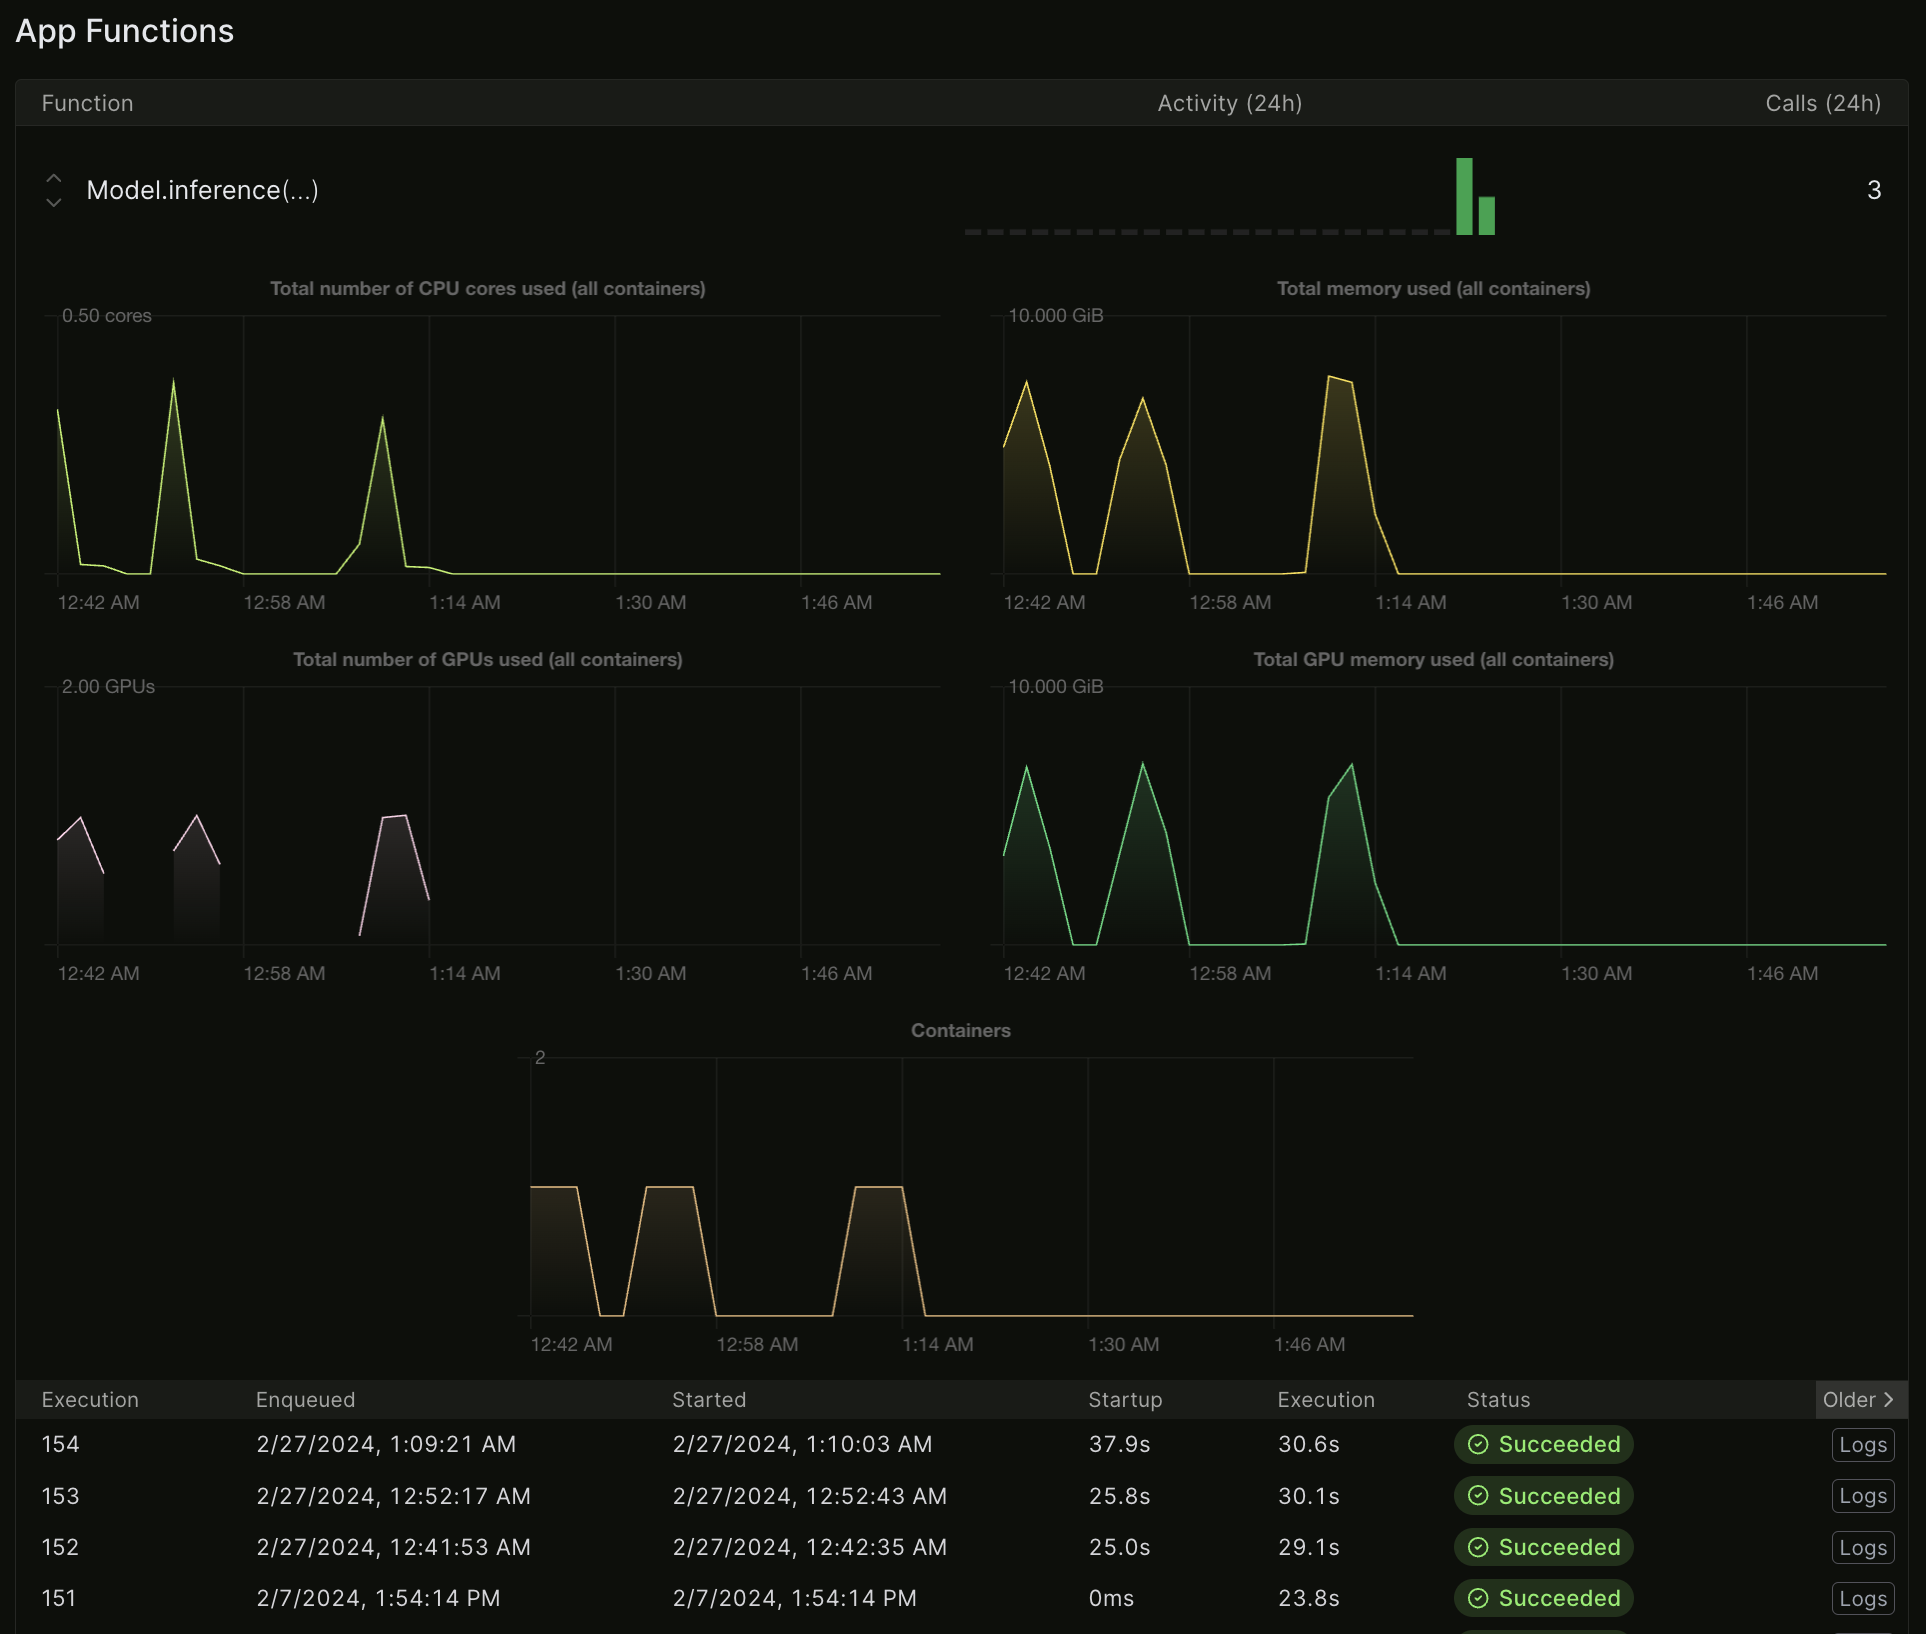 App Functions
Function Activity (24h) Calls (24h)
Model.inference(...) 3
Total number of CPU cores used (all containers)
0.50 cores
12:42 AM 12:58 AM 1:14 AM 1:30 AM 1:46 AM
Total memory used (all containers)
10.000 GiB
12:42 AM 12:58 AM 1:14 AM 1:30 AM 1:46 AM
Total number of GPUs used (all containers)
2.00 GPUs
12:42 AM 12:58 AM 1:14 AM 1:30 AM 1:46 AM
Total GPU memory used (all containers)
10.000 GiB
12:42 AM 12:58 AM 1:14 AM 1:30 AM 1:46 AM
Containers
2
12:42 AM 12:58 AM 1:14 AM 1:30 AM 1:46 AM
Execution Enqueued Started Startup Execution Status Older >
154 2/27/2024, 1:09:21 AM 2/27/2024, 1:10:03 AM 37.9s 30.6s Succeeded Logs
153 2/27/2024, 12:52:17 AM 2/27/2024, 12:52:43 AM 25.8s 30.1s Succeeded Logs
152 2/27/2024, 12:41:53 AM 2/27/2024, 12:42:35 AM 25.0s 29.1s Succeeded Logs
151 2/7/2024, 1:54:14 PM 2/7/2024, 1:54:14 PM 0ms 23.8s Succeeded Logs